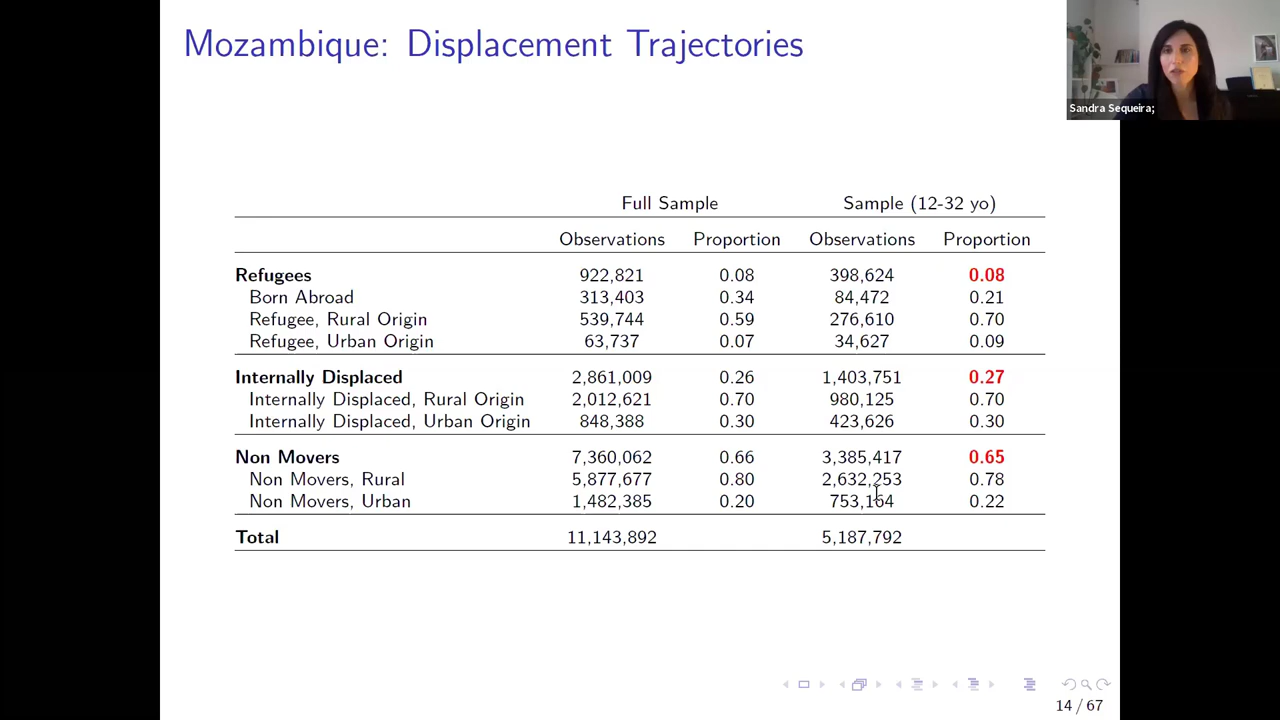 Mozambique: Displacement Trajectories
Sandra Sequeira;
Full Sample Sample (12-32 yo)
Observations Proportion Observations Proportion
Refugees 922,821 0.08 398,624 0.08
Born Abroad 313,403 0.34 84,472 0.21
Refugee, Rural Origin 539,744 0.59 276,610 0.70
Refugee, Urban Origin 63,737 0.07 34,627 0.09
Internally Displaced 2,861,009 0.26 1,403,751 0.27
Internally Displaced, Rural Origin 2,012,621 0.70 980,125 0.70
Internally Displaced, Urban Origin 848,388 0.30 423,626 0.30
Non Movers 7,360,062 0.66 3,385,417 0.65
Non Movers, Rural 5,877,677 0.80 2,632,253 0.78
Non Movers, Urban 1,482,385 0.20 753,164 0.22
Total 11,143,892 5,187,792
14 / 67